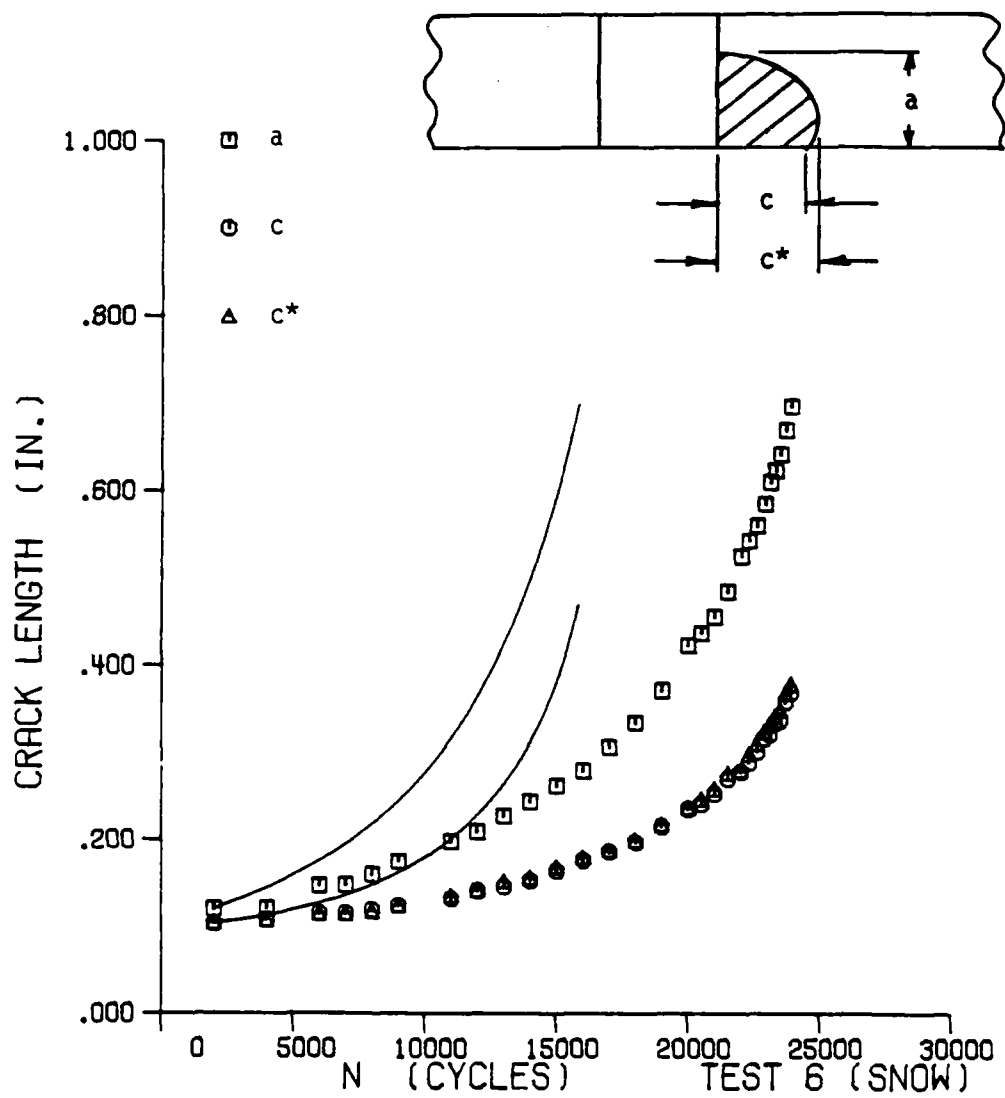 a
c
c*
a
c
c*
1.000
.800
.600
.400
.200
.000
CRACK LENGTH (IN.)
0 5000 10000 15000 20000 25000 30000
N (CYCLES) TEST 6 (SNOW)